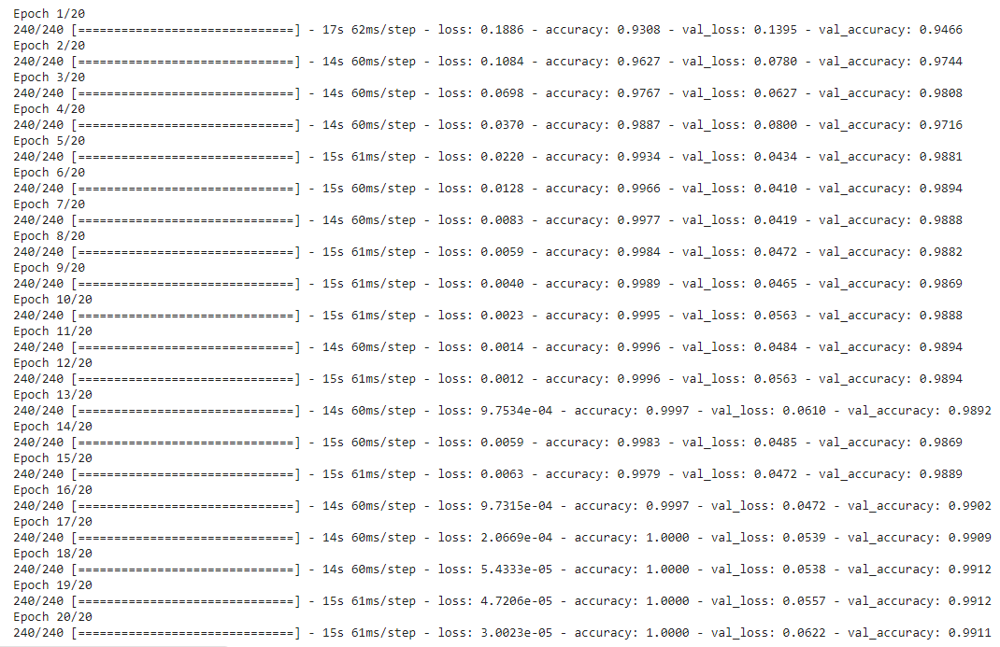 Epoch 1/20
240/240 [==============================] - 17s 62ms/step - loss: 0.1886 - accuracy: 0.9308 - val_loss: 0.1395 - val_accuracy: 0.9466
Epoch 2/20
240/240 [==============================] - 14s 60ms/step - loss: 0.1084 - accuracy: 0.9627 - val_loss: 0.0780 - val_accuracy: 0.9744
Epoch 3/20
240/240 [==============================] - 14s 60ms/step - loss: 0.0698 - accuracy: 0.9767 - val_loss: 0.0627 - val_accuracy: 0.9808
Epoch 4/20
240/240 [==============================] - 14s 60ms/step - loss: 0.0370 - accuracy: 0.9887 - val_loss: 0.0800 - val_accuracy: 0.9716
Epoch 5/20
240/240 [==============================] - 15s 61ms/step - loss: 0.0220 - accuracy: 0.9934 - val_loss: 0.0434 - val_accuracy: 0.9881
Epoch 6/20
240/240 [==============================] - 15s 60ms/step - loss: 0.0128 - accuracy: 0.9966 - val_loss: 0.0410 - val_accuracy: 0.9894
Epoch 7/20
240/240 [==============================] - 14s 60ms/step - loss: 0.0083 - accuracy: 0.9977 - val_loss: 0.0419 - val_accuracy: 0.9888
Epoch 8/20
240/240 [==============================] - 15s 61ms/step - loss: 0.0059 - accuracy: 0.9984 - val_loss: 0.0472 - val_accuracy: 0.9882
Epoch 9/20
240/240 [==============================] - 15s 61ms/step - loss: 0.0040 - accuracy: 0.9989 - val_loss: 0.0465 - val_accuracy: 0.9869
Epoch 10/20
240/240 [==============================] - 15s 61ms/step - loss: 0.0023 - accuracy: 0.9995 - val_loss: 0.0563 - val_accuracy: 0.9888
Epoch 11/20
240/240 [==============================] - 14s 60ms/step - loss: 0.0014 - accuracy: 0.9996 - val_loss: 0.0484 - val_accuracy: 0.9894
Epoch 12/20
240/240 [==============================] - 15s 61ms/step - loss: 0.0012 - accuracy: 0.9996 - val_loss: 0.0563 - val_accuracy: 0.9894
Epoch 13/20
240/240 [==============================] - 14s 60ms/step - loss: 9.7534e-04 - accuracy: 0.9997 - val_loss: 0.0610 - val_accuracy: 0.9892
Epoch 14/20
240/240 [==============================] - 15s 60ms/step - loss: 0.0059 - accuracy: 0.9983 - val_loss: 0.0485 - val_accuracy: 0.9869
Epoch 15/20
240/240 [==============================] - 15s 61ms/step - loss: 0.0063 - accuracy: 0.9979 - val_loss: 0.0472 - val_accuracy: 0.9889
Epoch 16/20
240/240 [==============================] - 14s 60ms/step - loss: 9.7315e-04 - accuracy: 0.9997 - val_loss: 0.0472 - val_accuracy: 0.9902
Epoch 17/20
240/240 [==============================] - 14s 60ms/step - loss: 2.0669e-04 - accuracy: 1.0000 - val_loss: 0.0539 - val_accuracy: 0.9909
Epoch 18/20
240/240 [==============================] - 14s 60ms/step - loss: 5.4333e-05 - accuracy: 1.0000 - val_loss: 0.0538 - val_accuracy: 0.9912
Epoch 19/20
240/240 [==============================] - 15s 61ms/step - loss: 4.7206e-05 - accuracy: 1.0000 - val_loss: 0.0557 - val_accuracy: 0.9912
Epoch 20/20
240/240 [==============================] - 15s 61ms/step - loss: 3.0023e-05 - accuracy: 1.0000 - val_loss: 0.0622 - val_accuracy: 0.9911